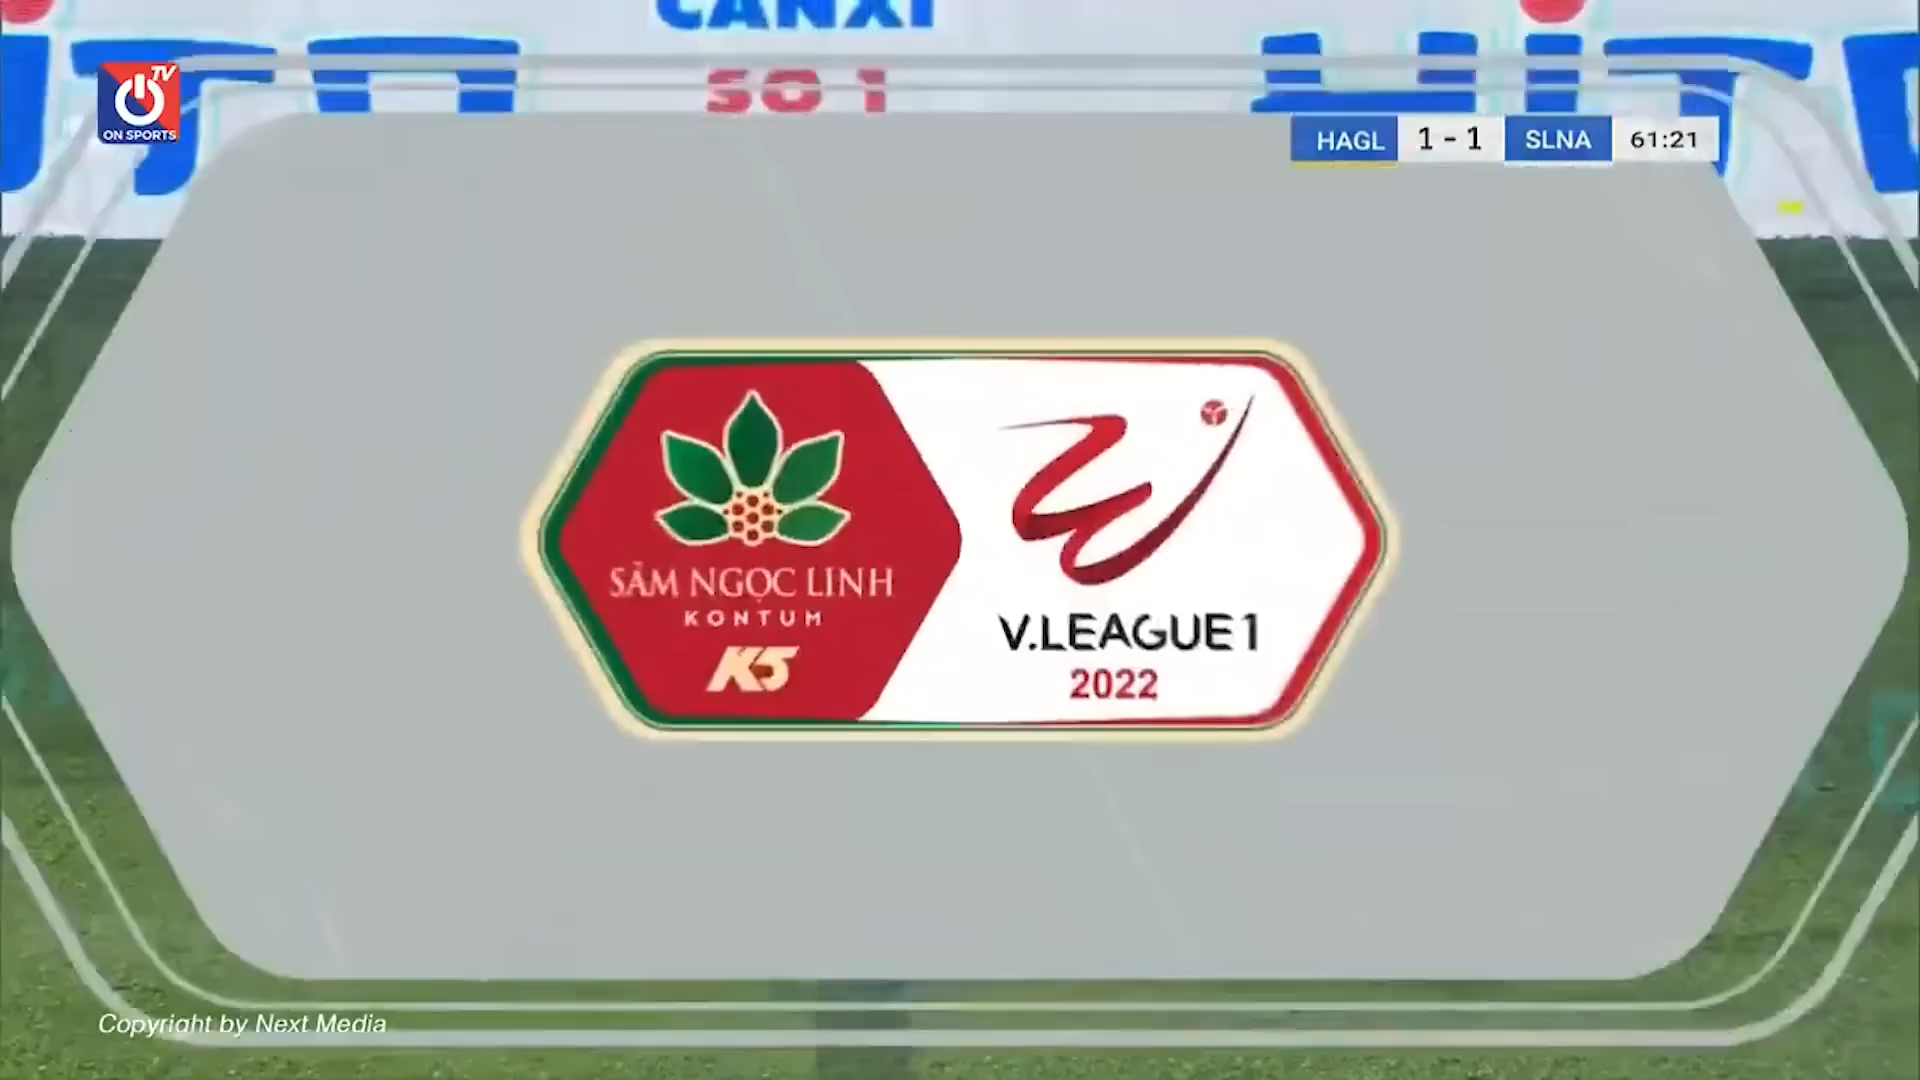 CANXI
SỐ 1
TV
ON SPORTS
HAGL 1 - 1 SLNA 61:21
SÂM NGỌC LINH
KONTUM
K5
V.LEAGUE 1
2022
Copyright by Next Media